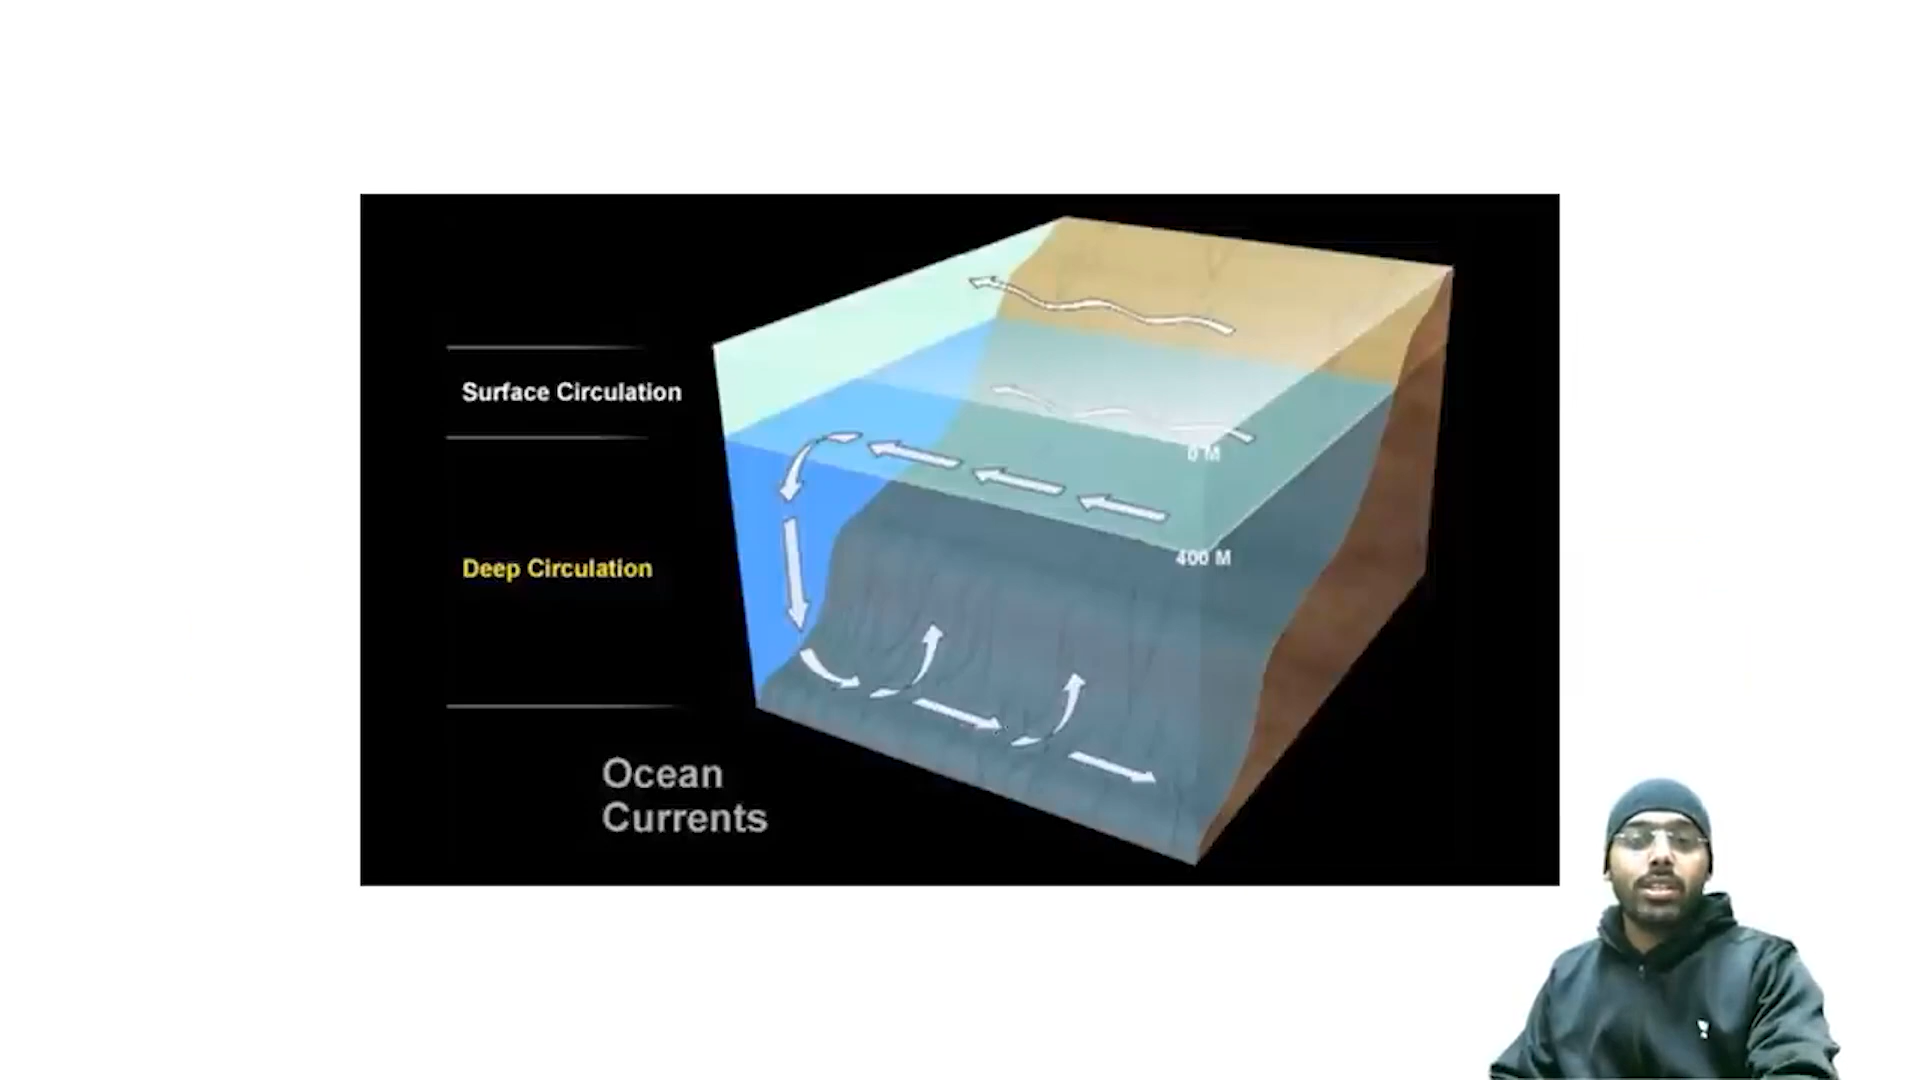 Surface Circulation
0 M
400 M
Deep Circulation
Ocean
Currents